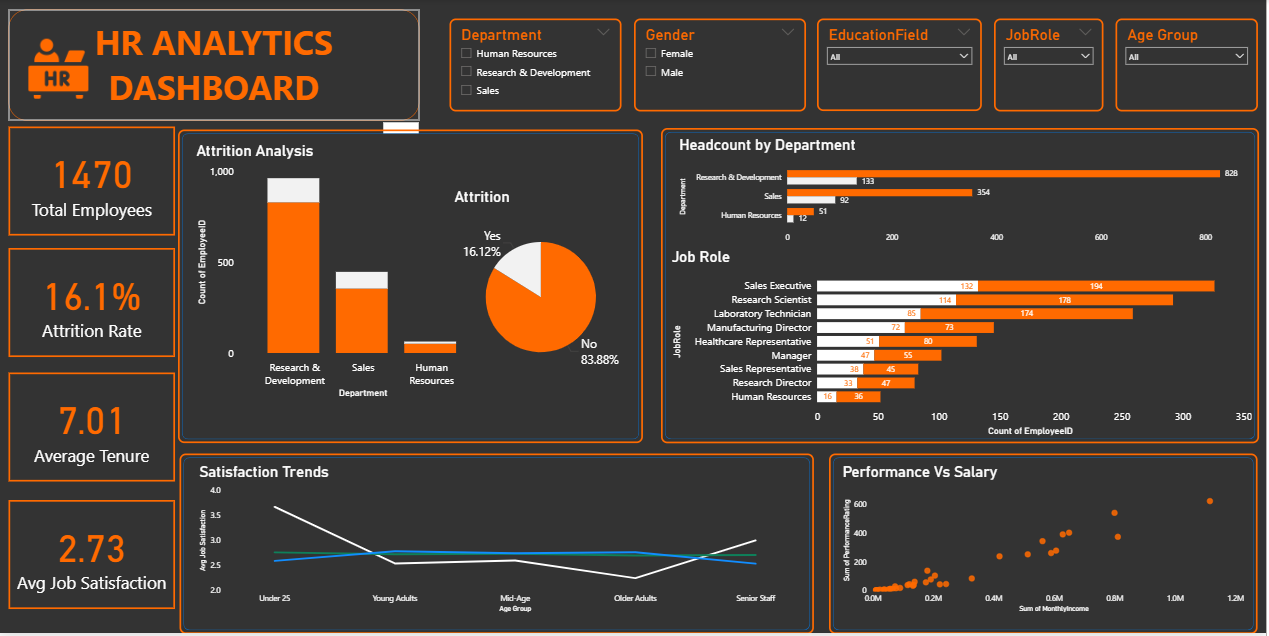 HR ANALYTICS
DASHBOARD
HR
Department
Human Resources
Research & Development
Sales
Gender
Female
Male
EducationField
All
JobRole
All
Age Group
All
1470
Total Employees
16.1%
Attrition Rate
7.01
Average Tenure
2.73
Avg Job Satisfaction
Attrition Analysis
1,000
500
0
Count of EmployeeID
Research &
Development
Sales
Human
Resources
Department
Attrition
Yes
16.12%
No
83.88%
Headcount by Department
Department
Research & Development 828
133
Sales 354
92
Human Resources 51
12
0 200 400 600 800
Job Role
JobRole
Sales Executive 132 194
Research Scientist 114 178
Laboratory Technician 85 174
Manufacturing Director 72 73
Healthcare Representative 51 80
Manager 47 55
Sales Representative 38 45
Research Director 33 47
Human Resources 16 36
0 50 100 150 200 250 300 350
Count of EmployeeID
Satisfaction Trends
4.0
3.5
3.0
2.5
2.0
Avg Job Satisfaction
Under 25 Young Adults Mid-Age Older Adults Senior Staff
Age Group
Performance Vs Salary
600
400
200
0
Sum of PerformanceRating
0.0M 0.2M 0.4M 0.6M 0.8M 1.0M 1.2M
Sum of MonthlyIncome